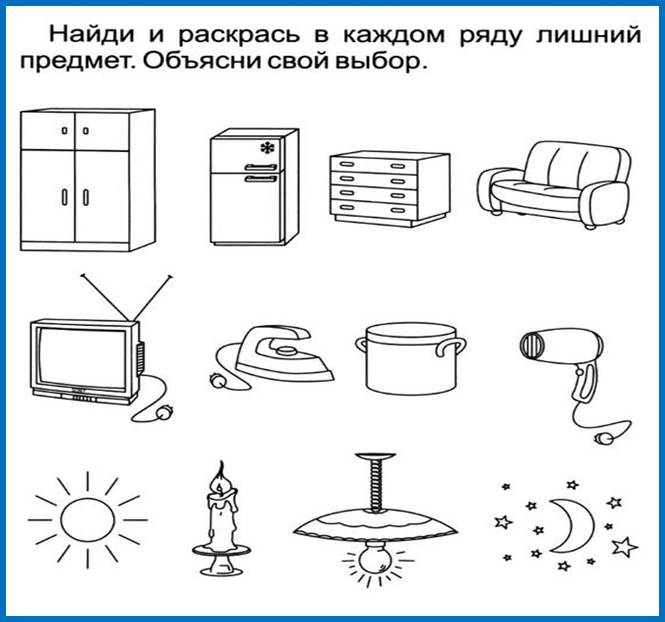 Найди и раскрась в каждом ряду лишний
предмет. Объясни свой выбор.